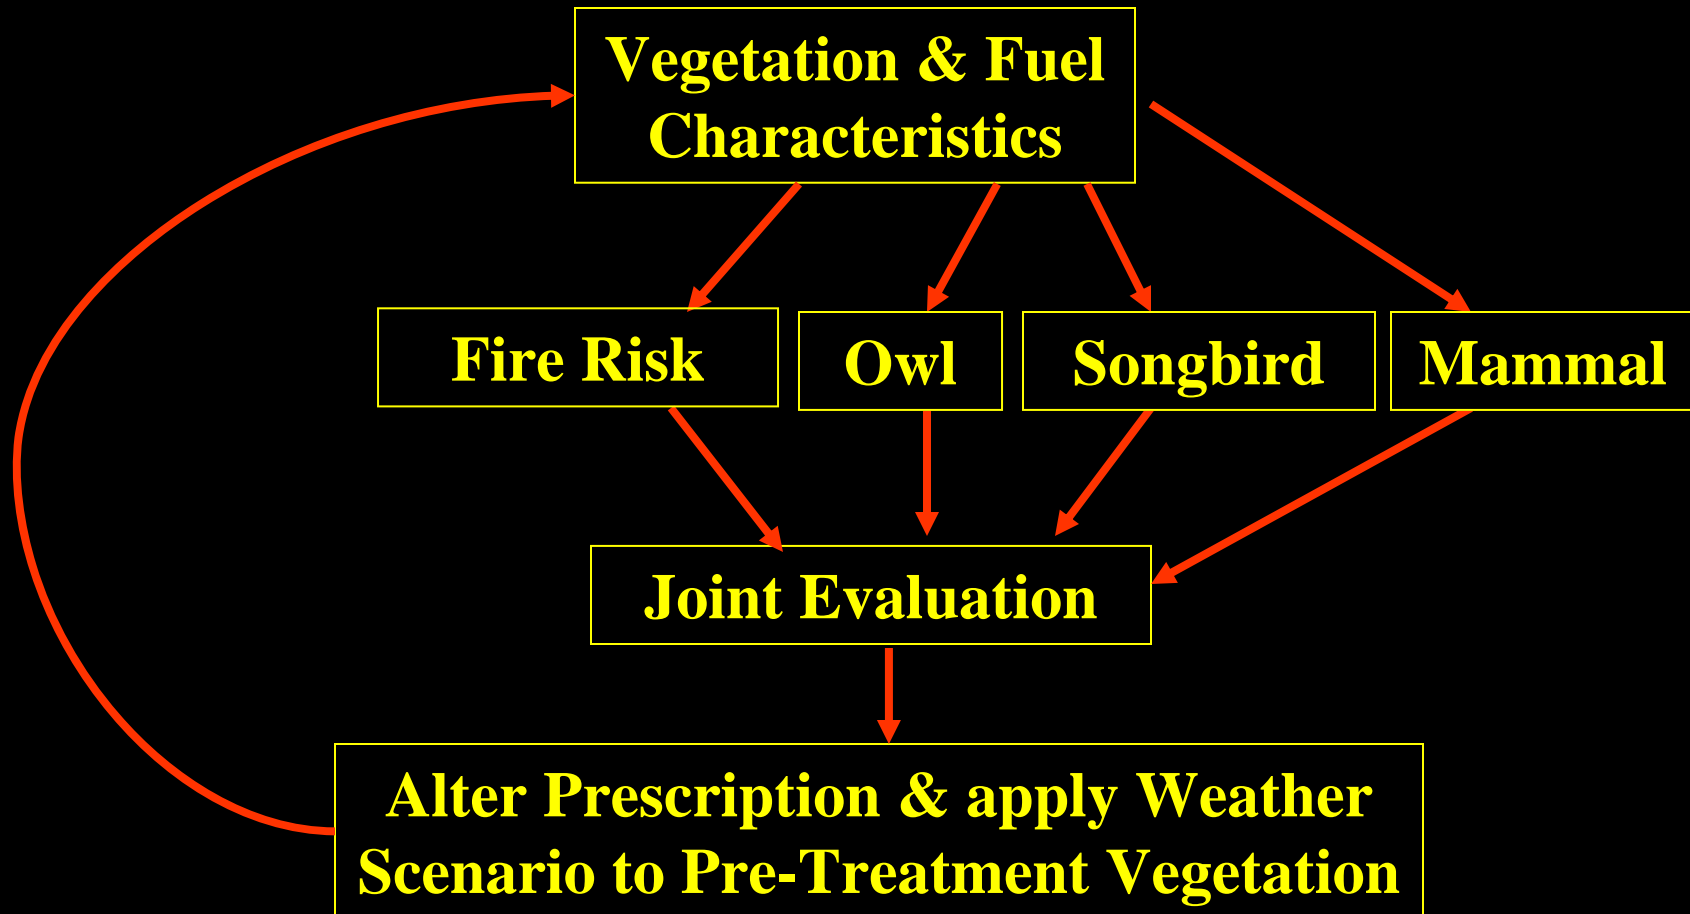 Vegetation & Fuel
Characteristics
Fire Risk
Owl
Songbird
Mammal
Joint Evaluation
Alter Prescription & apply Weather
Scenario to Pre-Treatment Vegetation